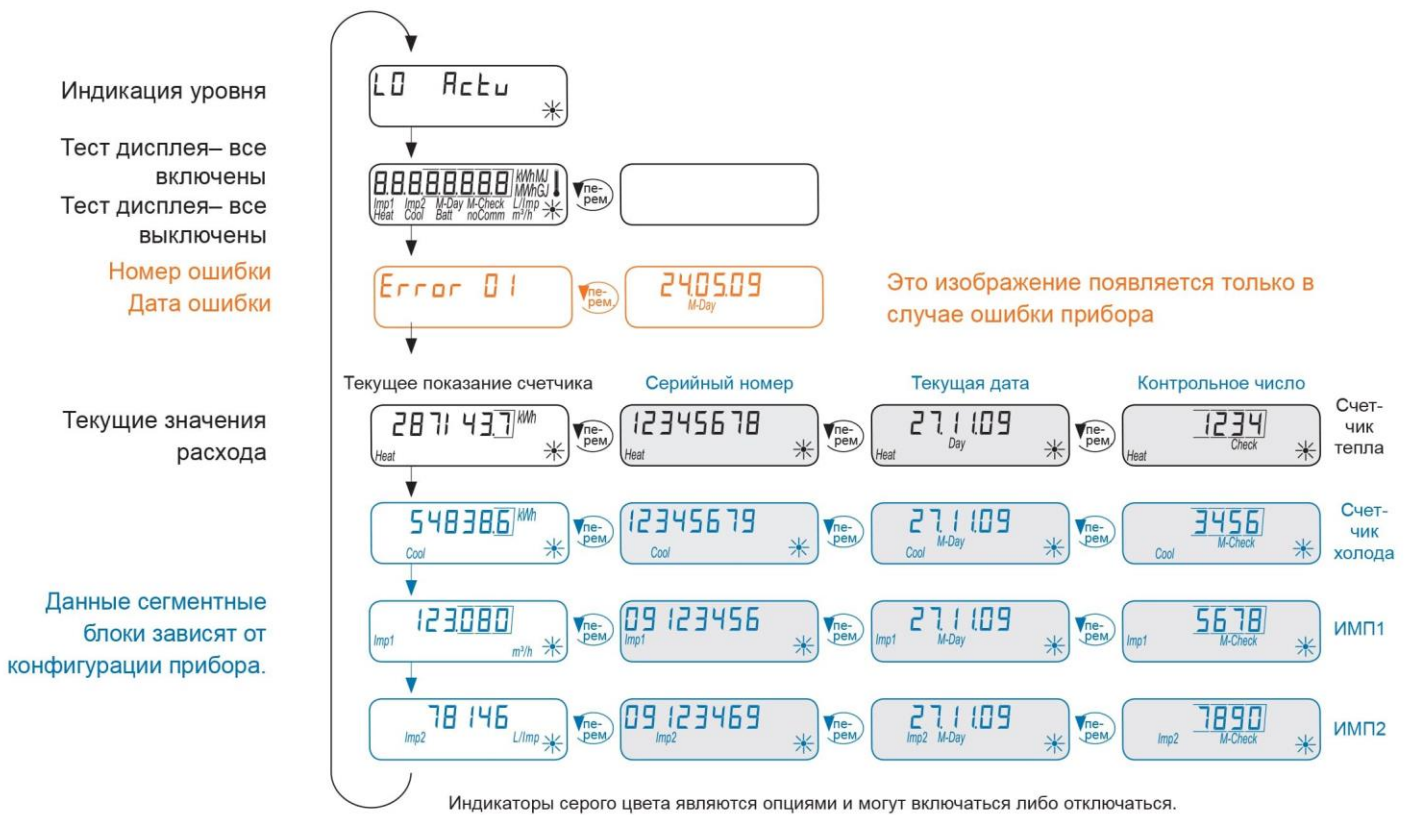 Индикация уровня
L0 Actu
Тест дисплея– все
включены
Тест дисплея– все
выключены
8.8.8.8.8.8.8.8 kWhMJ
MWhGJ
Imp1 Imp2 M-Day M-Check L/Imp
Heat Cool Batt noComm m³/h
пе-
рем
Номер ошибки
Дата ошибки
Error 01
пе-
рем.
24.05.09
M-Day
Это изображение появляется только в
случае ошибки прибора
Текущее показание счетчика
Серийный номер
Текущая дата
Контрольное число
Текущие значения
расхода
287143.7 kWh
Heat
пе-
рем
12345678
Heat
пе-
рем
27.11.09
Day
Heat
пе-
рем
1234
Check
Heat
Счет-
чик
тепла
54838.6 kWh
Cool
пе-
рем
12345679
Cool
пе-
рем
27.11.09
M-Day
Cool
пе-
рем
3456
M-Check
Cool
Счет-
чик
холода
Данные сегментные
блоки зависят от
конфигурации прибора.
123.080
Imp1
m³/h
пе-
рем
09123456
Imp1
пе-
рем
27.11.09
Imp1 M-Day
пе-
рем
5678
Imp1 M-Check
ИМП1
78146
Imp2 L/Imp
пе-
рем
09123469
Imp2
пе-
рем
27.11.09
Imp2 M-Day
пе-
рем
7890
Imp2 M-Check
ИМП2
Индикаторы серого цвета являются опциями и могут включаться либо отключаться.